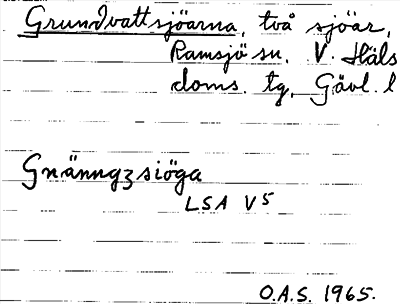 Grundvattsjöarna, två sjöar,
Ramsjö sn. V. Häls
doms. tg, Gävl. l
Gnänngzsiöga
LSA V5
O.A.S. 1965.